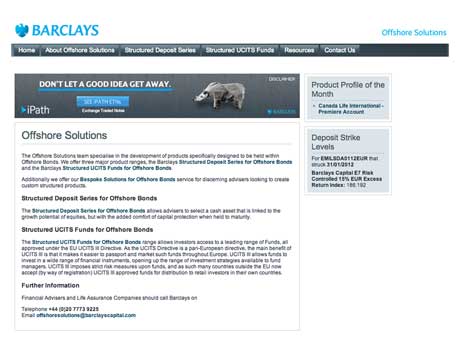 BARCLAYS
Offshore Solutions
Home
About Offshore Solutions
Structured Deposit Series
Structured UCITS Funds
Resources
Contact Us
DON'T LET A GOOD IDEA GET AWAY.
DISCLAIMER
SEE iPATH ETNs
iPath
Exchange Traded Notes
BARCLAYS
Offshore Solutions
The Offshore Solutions team specialise in the development of products specifically designed to be held within
Offshore Bonds. We offer three major product ranges, the Barclays Structured Deposit Series for Offshore Bonds
and the Barclays Structured UCITS Funds for Offshore Bonds.
Additionally we offer our Bespoke Solutions for Offshore Bonds service for discerning advisers looking to create
custom structured products.
Structured Deposit Series for Offshore Bonds
The Structured Deposit Series for Offshore Bonds allows advisers to select a cash asset that is linked to the
growth potential of equities, but with the added comfort of capital protection when held to maturity.
Structured UCITS Funds for Offshore Bonds
The Structured UCITS Funds for Offshore Bonds range allows investors access to a leading range of Funds, all
approved under the EU UCITS III Directive. As the UCITS Directive is a pan-European directive, the main benefit of
UCITS III is that it makes it easier to passport and market such funds throughout Europe. UCITS III allows funds to
invest in a wide range of financial instruments, opening up the range of investment strategies available to fund
managers. UCITS III imposes strict risk measures upon funds, and as such many countries outside the EU now
accept (by way of registration) UCITS III approved funds for distribution to retail investors in their own countries.
Further Information
Financial Advisers and Life Assurance Companies should call Barclays on
Telephone +44 (0)20 7773 9225
Email offshoresolutions@barclayscapital.com
Product Profile of the
Month
Canada Life International -
Premiere Account
Deposit Strike
Levels
For EMILSDA0112EUR that
struck 31/01/2012
Barclays Capital E7 Risk
Controlled 15% EUR Excess
Return Index: 186.192